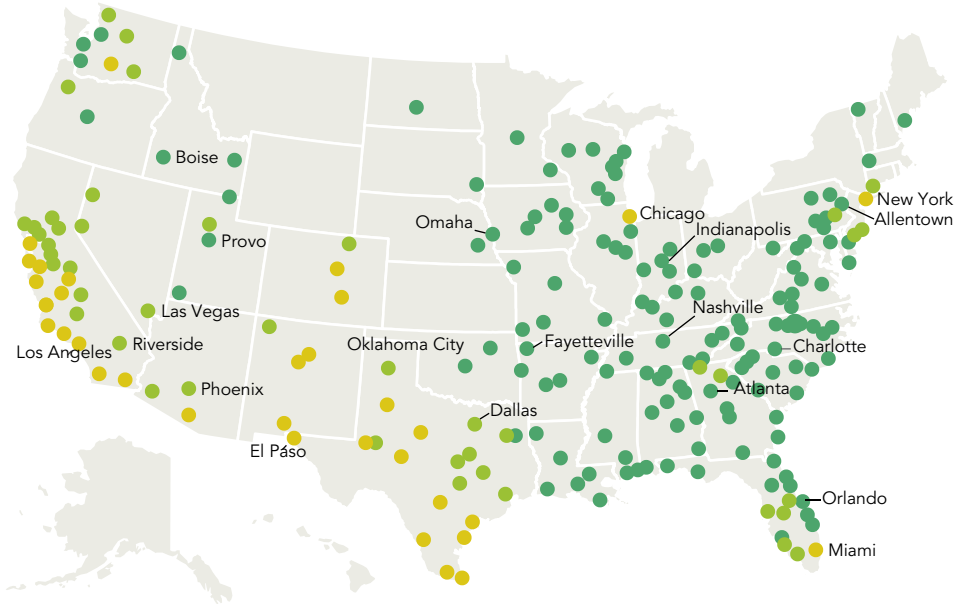 Boise
New York
Allentown
Chicago
Omaha
Indianapolis
Provo
Las Vegas
Nashville
Oklahoma City
Fayetteville
Riverside
Charlotte
Los Angeles
Phoenix
Atlanta
Dallas
El Paso
Orlando
Miami